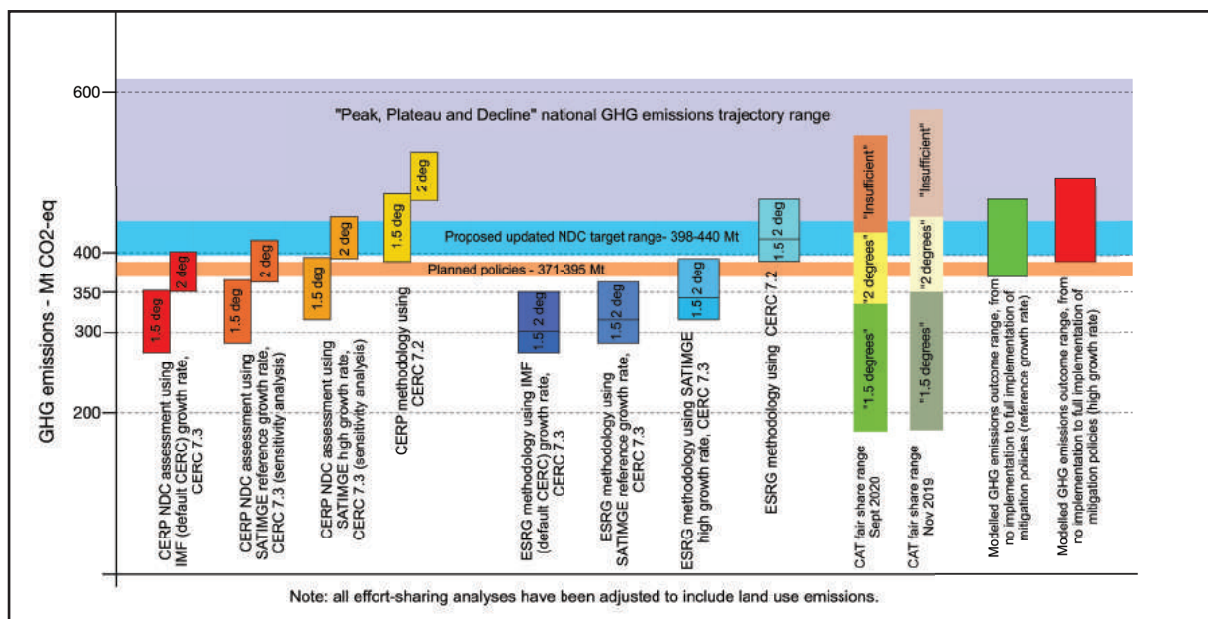 GHG emissions - Mt CO2-eq
600
400
350
300
200
"Peak, Plateau and Decline" national GHG emissions trajectory range
Proposed updated NDC target range- 398-440 Mt
Planned policies - 371-395 Mt
1.5 deg
2 deg
1.5 deg
2 deg
1.5 deg
2 deg
1.5 deg
2 deg
1.5
2 deg
1.5
2 deg
1.5
2 deg
1.5
2 deg
"1.5 degrees"
"2 degrees"
"Insufficient"
"1.5 degrees"
"2 degrees"
"Insufficient"
CERP NDC assessment using
IMF (default CERC) growth rate,
CERC 7.3
CERP NDC assessment using
SATIMGE reference growth rate,
CERC 7.3 (sensitivity analysis)
CERP NDC assessment using
SATIMGE high growth rate,
CERC 7.3 (sensitivity analysis)
CERP methodology using
CERC 7.2
ESRG methodology using IMF
(default CERC) growth rate,
CERC 7.3
ESRG methodology using
SATIMGE reference growth rate,
CERC 7.3
ESRG methodology using SATIMGE
high growth rate, CERC 7.3
ESRG methodology using CERC 7.2
CAT fair share range
Sept 2020
CAT fair share range
Nov 2019
Modelled GHG emissions outcome range, from
no implementation to full implementation of
mitigation policies (reference growth rate)
Modelled GHG emissions outcome range, from
no implementation to full implementation of
mitigation policies (high growth rate)
Note: all effort-sharing analyses have been adjusted to include land use emissions.